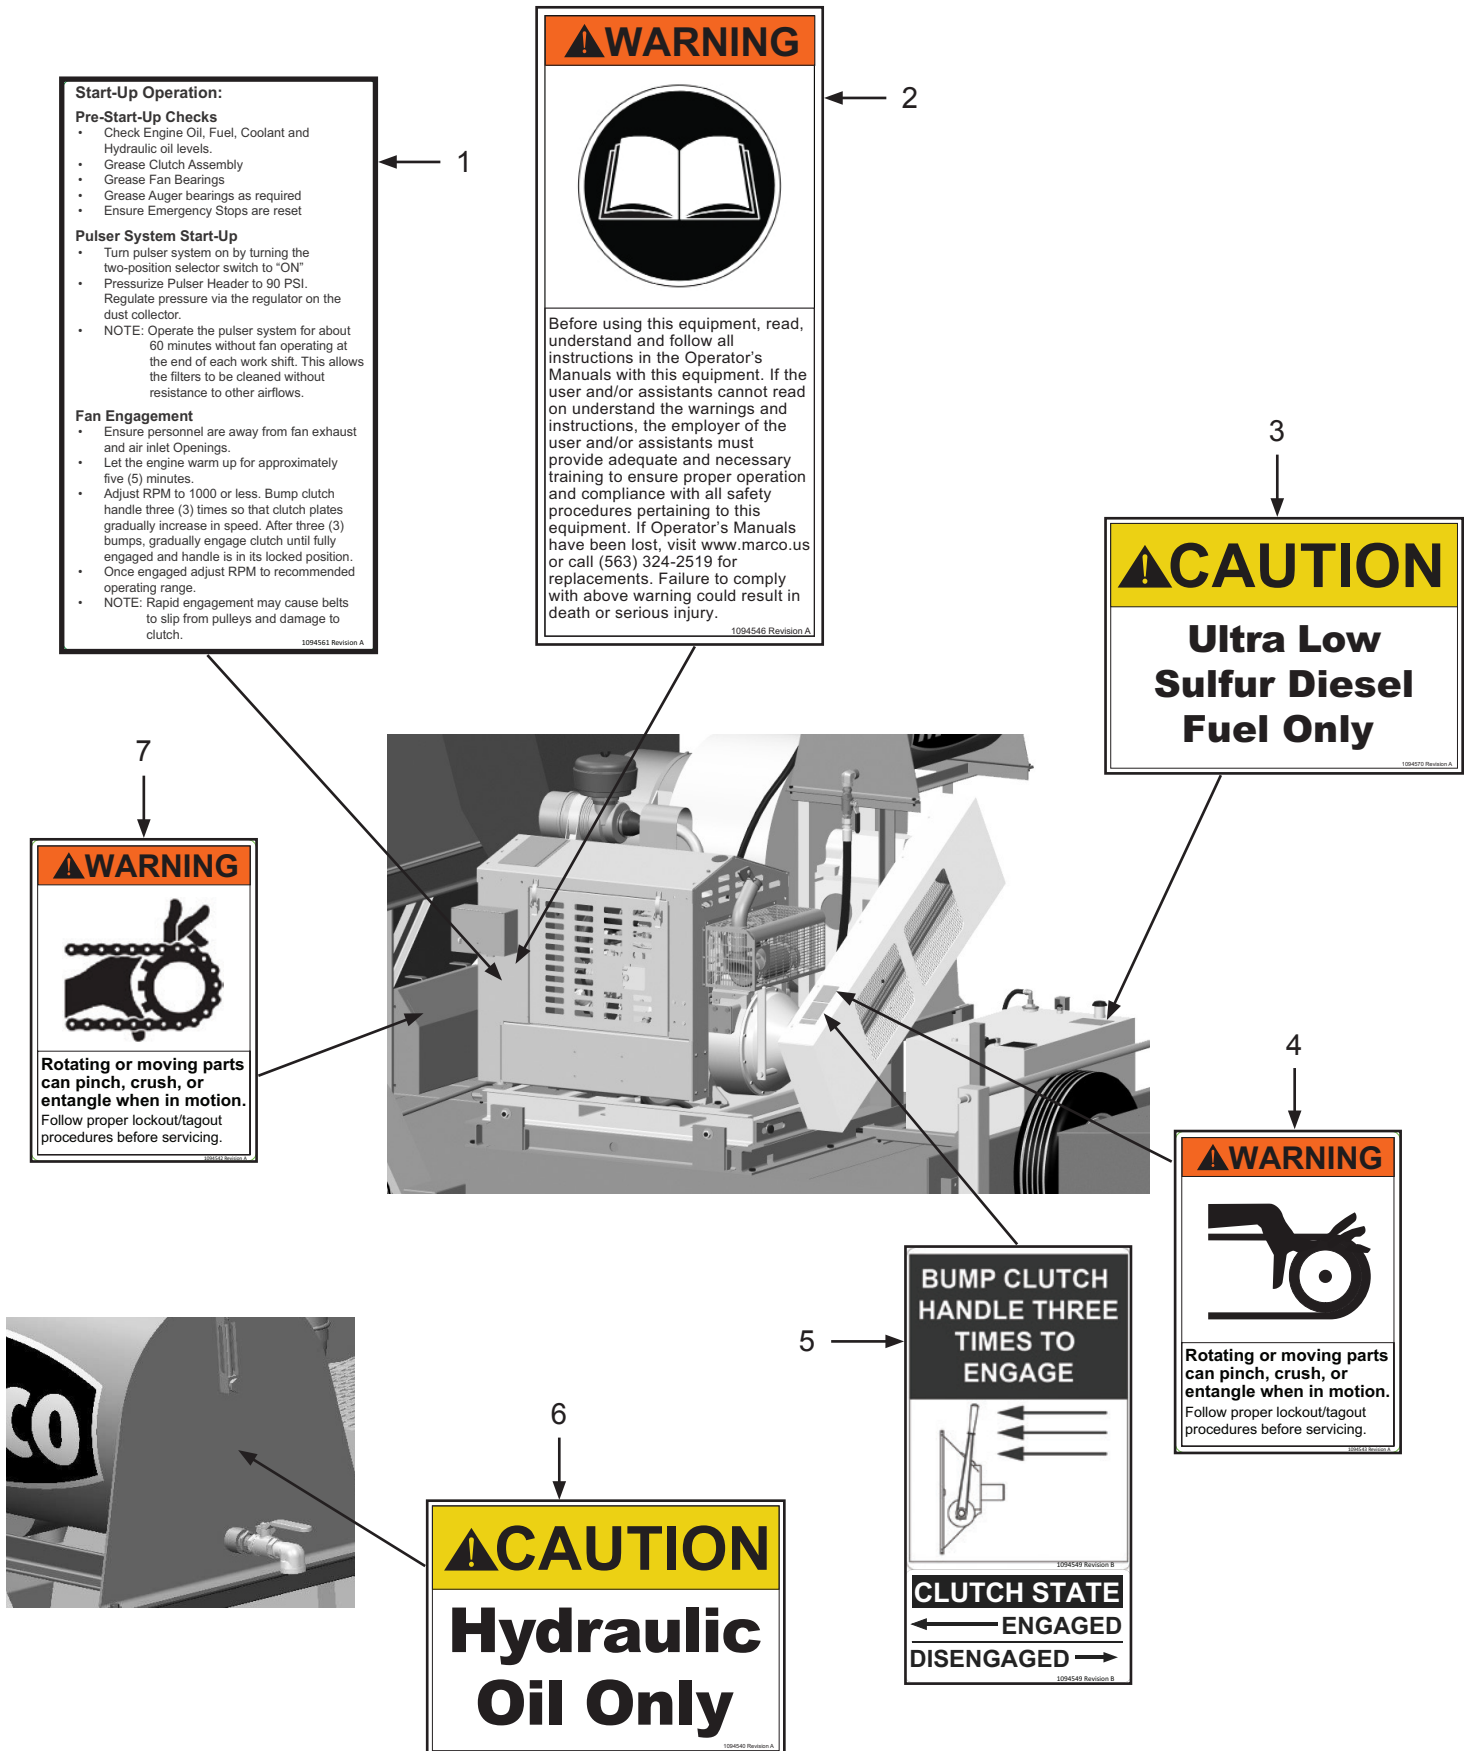 WARNING
2
Start-Up Operation:
Pre-Start-Up Checks
• Check Engine Oil, Fuel, Coolant and
Hydraulic oil levels.
• Grease Clutch Assembly
• Grease Fan Bearings
• Grease Auger bearings as required
• Ensure Emergency Stops are reset
Pulser System Start-Up
• Turn pulser system on by turning the
two-position selector switch to “ON”
• Pressurize Pulser Header to 90 PSI.
Regulate pressure via the regulator on the
dust collector.
• NOTE: Operate the pulser system for about
60 minutes without fan operating at
the end of each work shift. This allows
the filters to be cleaned without
resistance to other airflows.
Fan Engagement
• Ensure personnel are away from fan exhaust
and air inlet Openings.
• Let the engine warm up for approximately
five (5) minutes.
• Adjust RPM to 1000 or less. Bump clutch
handle three (3) times so that clutch plates
gradually increase in speed. After three (3)
bumps, gradually engage clutch until fully
engaged and handle is in its locked position.
• Once engaged adjust RPM to recommended
operating range.
• NOTE: Rapid engagement may cause belts
to slip from pulleys and damage to
clutch.
1094561 Revision A
1
Before using this equipment, read,
understand and follow all
instructions in the Operator’s
Manuals with this equipment. If the
user and/or assistants cannot read
on understand the warnings and
instructions, the employer of the
user and/or assistants must
provide adequate and necessary
training to ensure proper operation
and compliance with all safety
procedures pertaining to this
equipment. If Operator’s Manuals
have been lost, visit www.marco.us
or call (563) 324-2519 for
replacements. Failure to comply
with above warning could result in
death or serious injury.
1094546 Revision A
3
CAUTION
Ultra Low
Sulfur Diesel
Fuel Only
1094570 Revision A
7
WARNING
Rotating or moving parts
can pinch, crush, or
entangle when in motion.
Follow proper lockout/tagout
procedures before servicing.
1094542 Revision A
4
WARNING
Rotating or moving parts
can pinch, crush, or
entangle when in motion.
Follow proper lockout/tagout
procedures before servicing.
1094543 Revision A
5
BUMP CLUTCH
HANDLE THREE
TIMES TO
ENGAGE
1094549 Revision B
CLUTCH STATE
ENGAGED
DISENGAGED
1094549 Revision B
CO
6
CAUTION
Hydraulic
Oil Only
1094540 Revision A